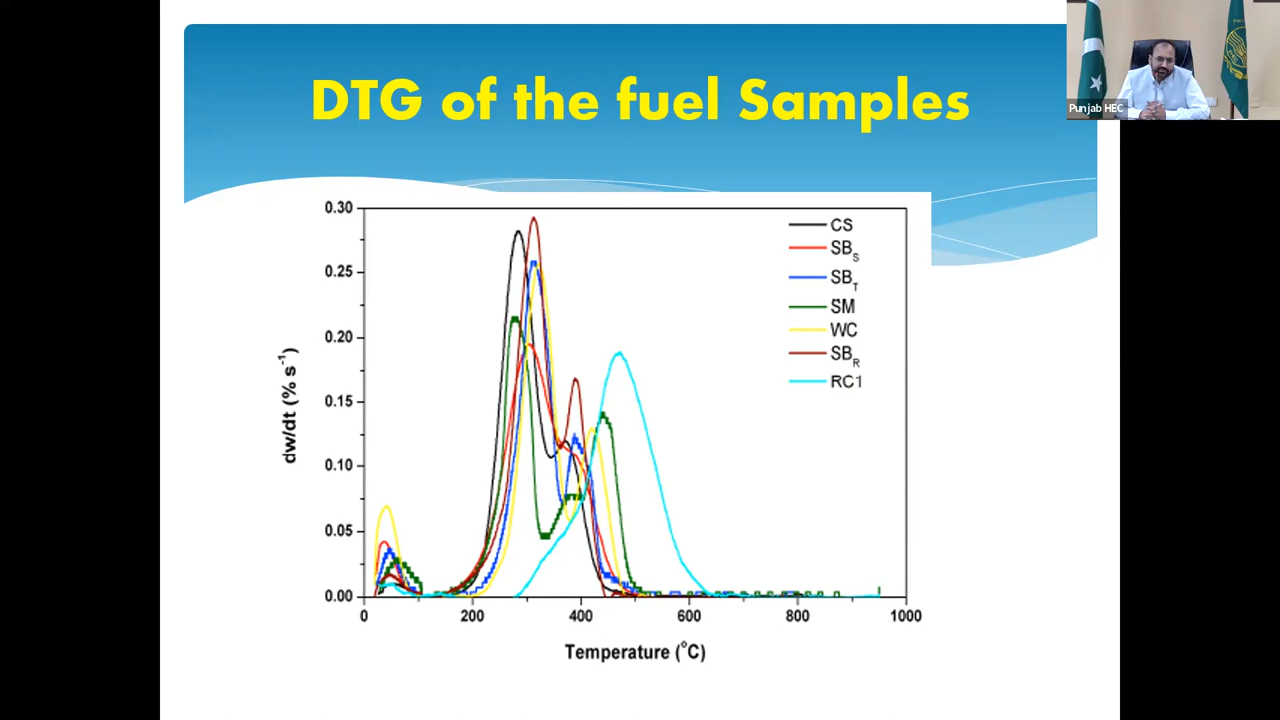 DTG of the fuel Samples
Punjab HEC
0.30
0.25
0.20
0.15
0.10
0.05
0.00
dw/dt (% s⁻¹)
CS
SB_S
SB_T
SM
WC
SB_R
RC1
0 200 400 600 800 1000
Temperature (°C)